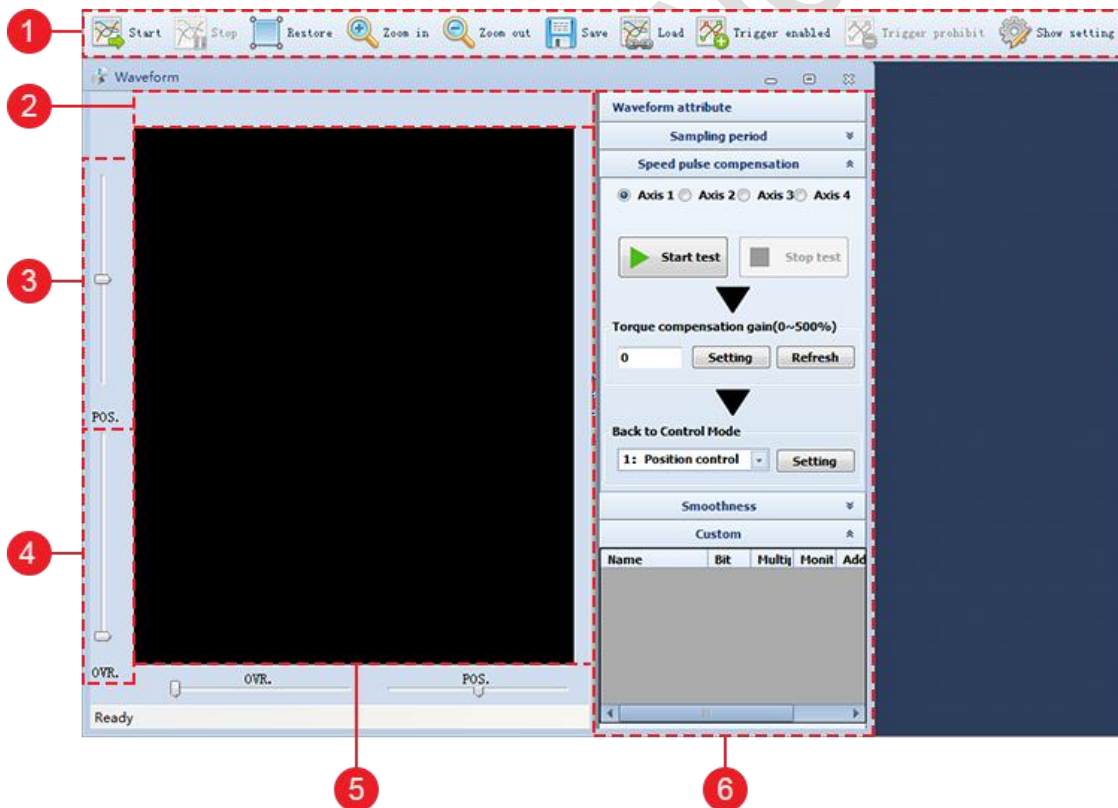 1 Start Stop Restore Zoom in Zoom out Save Load Trigger enabled Trigger prohibit Show setting
Waveform
2
Waveform attribute
Sampling period
Speed pulse compensation
Axis 1 Axis 2 Axis 3 Axis 4
Start test Stop test
3
Torque compensation gain(0~500%)
0 Setting Refresh
POS.
Back to Control Mode
1: Position control Setting
Smoothness
4
Custom
Name Bit Multip Monit Add
OVR.
OVR. POS.
Ready
5 6